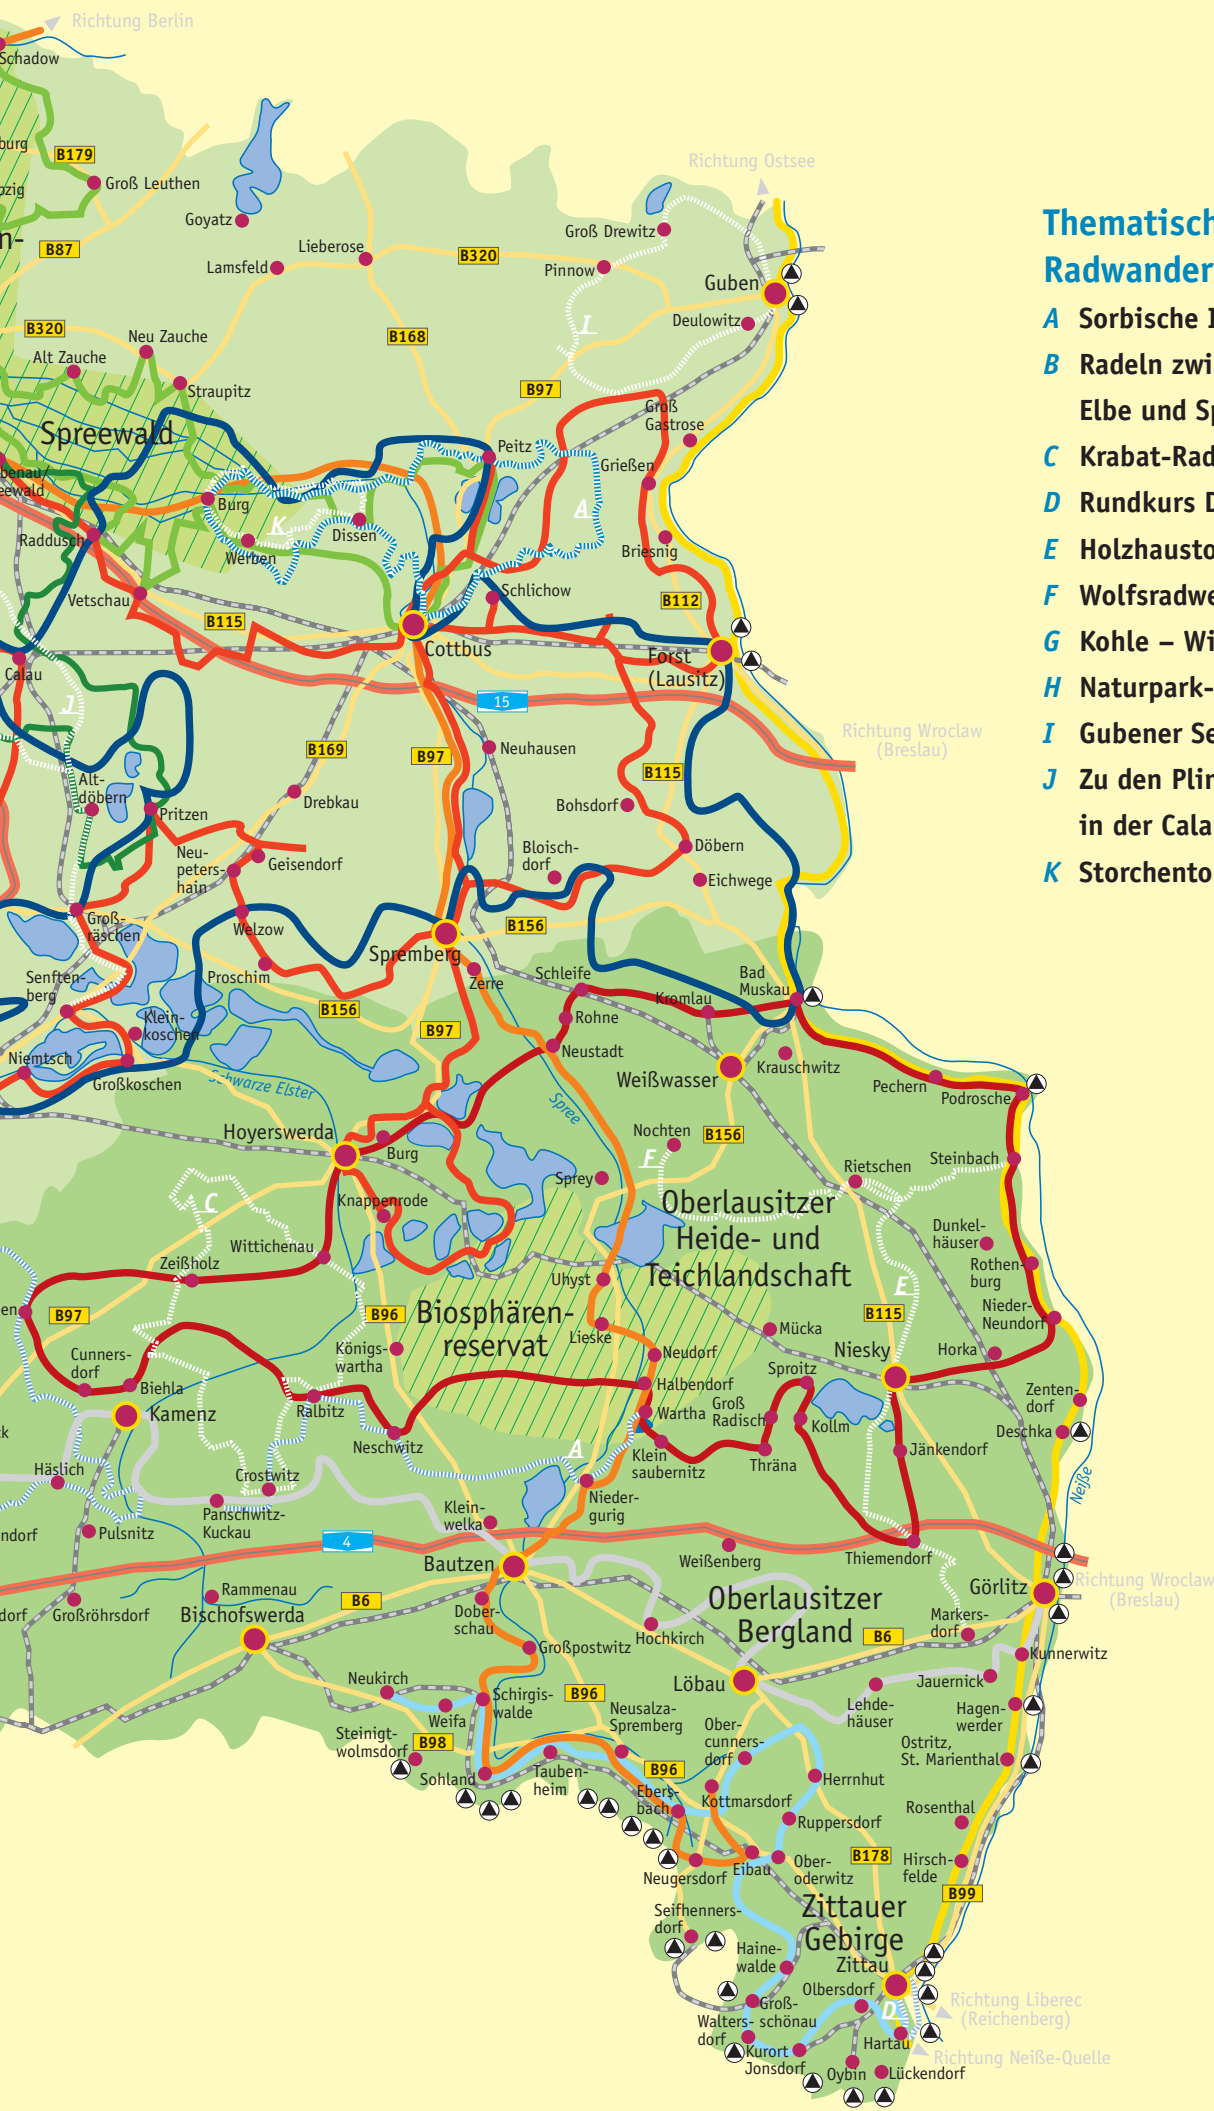 Richtung Berlin
Schadow
burg
B179
Groß Leuthen
Richtung Ostsee
Goyatz
Groß Drewitz
B87
Lieberose
B320
Lamsfeld
Pinnow
Guben
Deulowitz
I
B320
Neu Zauche
B168
Alt Zauche
Straupitz
B97
Groß
Gastrose
Spreewald
Peitz
Grießen
benau/
eewald
Burg
A
K
Raddusch
Dissen
Werben
Briesnig
Vetschau
Schlichow
B112
B115
Cottbus
Forst
(Lausitz)
Calau
J
15
Richtung Wroclaw
(Breslau)
B169
B97
Neuhausen
B115
Alt-
döbern
Drebkau
Bohsdorf
Pritzen
Neu-
peters-
hain
Geisendorf
Bloisch-
dorf
Döbern
Eichwege
Groß-
räschen
Welzow
B156
Spremberg
Senften-
berg
Proschim
Zerre
Schleife
Bad
Muskau
Kromlau
B156
Klein-
koschen
B97
Rohne
Neustadt
Niemtsch
Großkoschen
Schwarze Elster
Krauschwitz
Weißwasser
Pechern
Podrosche
Spree
Hoyerswerda
Burg
Nochten
B156
F
Steinbach
Rietschen
Sprey
C
Knappenrode
Oberlausitzer
Heide- und
Teichlandschaft
Wittichenau
Dunkel-
häuser
Zeißholz
Rothen-
burg
Uhyst
E
en
B97
B96
Biosphären-
reservat
B115
Nieder-
Neundorf
Lieske
Mücka
Königs-
wartha
Neudorf
Niesky
Horka
Cunners-
dorf
Biehla
Sproitz
Halbendorf
Groß
Radisch
Zenten-
dorf
Kamenz
Ralbitz
Wartha
Kollm
Deschka
Neschwitz
A
Klein
saubernitz
Thräna
Jänkendorf
Häslich
Crostwitz
Neiße
Panschwitz-
Kuckau
Nieder-
gurig
Klein-
welka
ndorf
Pulsnitz
4
Bautzen
Weißenberg
Thiemendorf
Richtung Wroclaw
(Breslau)
Görlitz
Rammenau
B6
Oberlausitzer
Bergland
dorf
Großröhrsdorf
Bischofswerda
Dober-
schau
Hochkirch
B6
Markers-
dorf
Großpostwitz
Kunnerwitz
Löbau
Jauernick
Neukirch
Schirgis-
walde
B96
Lehde-
häuser
Hagen-
werder
Weifa
Neusalza-
Spremberg
Ober-
cunners-
dorf
Steinigt-
wolmsdorf
B98
Ostritz,
St. Marienthal
Sohland
Tauben-
heim
B96
Herrnhut
Ebers-
bach
Kottmarsdorf
Rosenthal
Ruppersdorf
Neugersdorf
Eibau
Ober-
oderwitz
B178
Hirsch-
felde
B99
Seifhenners-
dorf
Zittauer
Gebirge
Haine-
walde
Zittau
Olbersdorf
Groß-
schönau
D
Richtung Liberec
(Reichenberg)
Walters-
dorf
Kurort
Jonsdorf
Hartau
Richtung Neiße-Quelle
Oybin
Lückendorf
Thematisch
Radwander
A Sorbische I
B Radeln zwi
Elbe und Sp
C Krabat-Rad
D Rundkurs D
E Holzhausto
F Wolfsradwe
G Kohle – Wi
H Naturpark-
I Gubener Se
J Zu den Plin
in der Cala
K Storchento